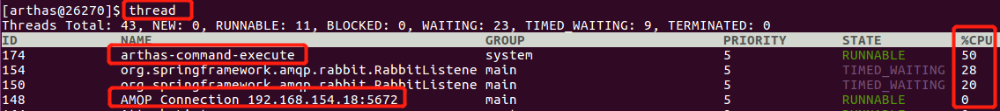 [arthas@26270]$ thread
Threads Total: 43, NEW: 0, RUNNABLE: 11, BLOCKED: 0, WAITING: 23, TIMED_WAITING: 9, TERMINATED: 0
ID NAME GROUP PRIORITY STATE %CPU
174 arthas-command-execute system 5 RUNNABLE 50
154 org.springframework.amqp.rabbit.RabbitListene main 5 TIMED_WAITING 28
150 org.springframework.amqp.rabbit.RabbitListene main 5 TIMED_WAITING 20
148 AMQP Connection 192.168.154.18:5672 main 5 RUNNABLE 0